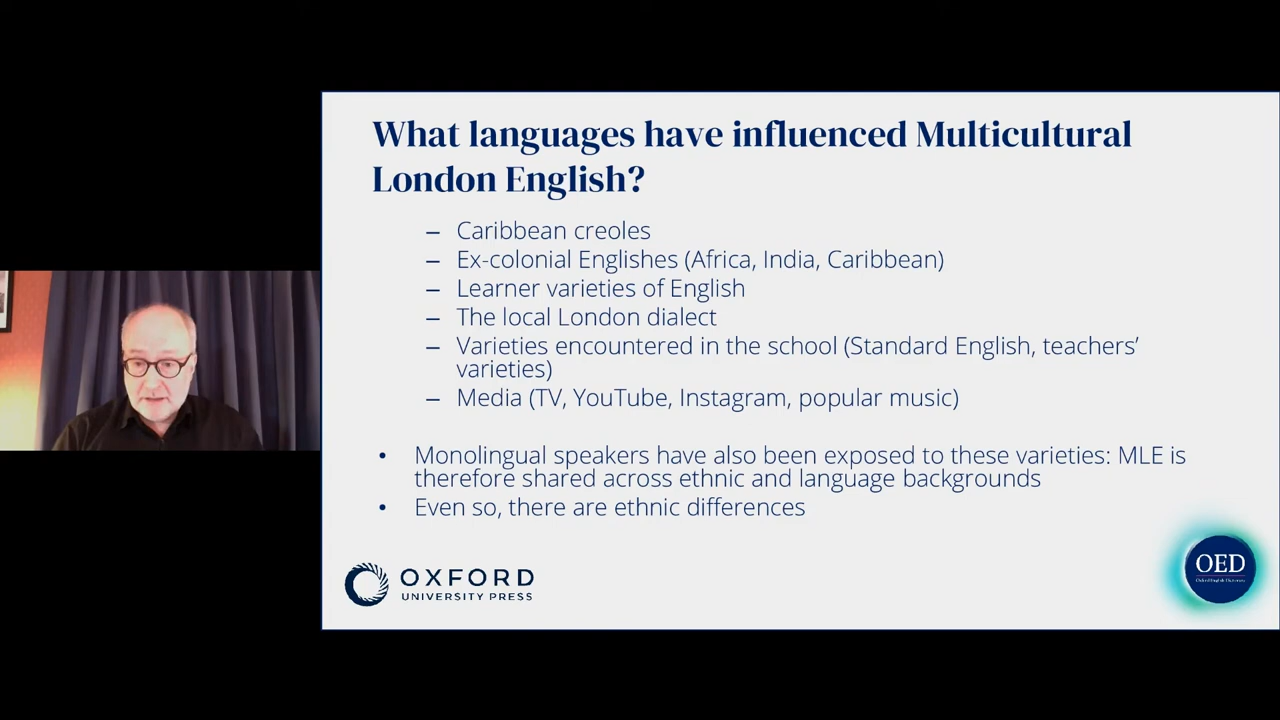 What languages have influenced Multicultural
London English?
– Caribbean creoles
– Ex-colonial Englishes (Africa, India, Caribbean)
– Learner varieties of English
– The local London dialect
– Varieties encountered in the school (Standard English, teachers’
varieties)
– Media (TV, YouTube, Instagram, popular music)
• Monolingual speakers have also been exposed to these varieties: MLE is
therefore shared across ethnic and language backgrounds
• Even so, there are ethnic differences
OXFORD
UNIVERSITY PRESS
OED
Oxford English Dictionary